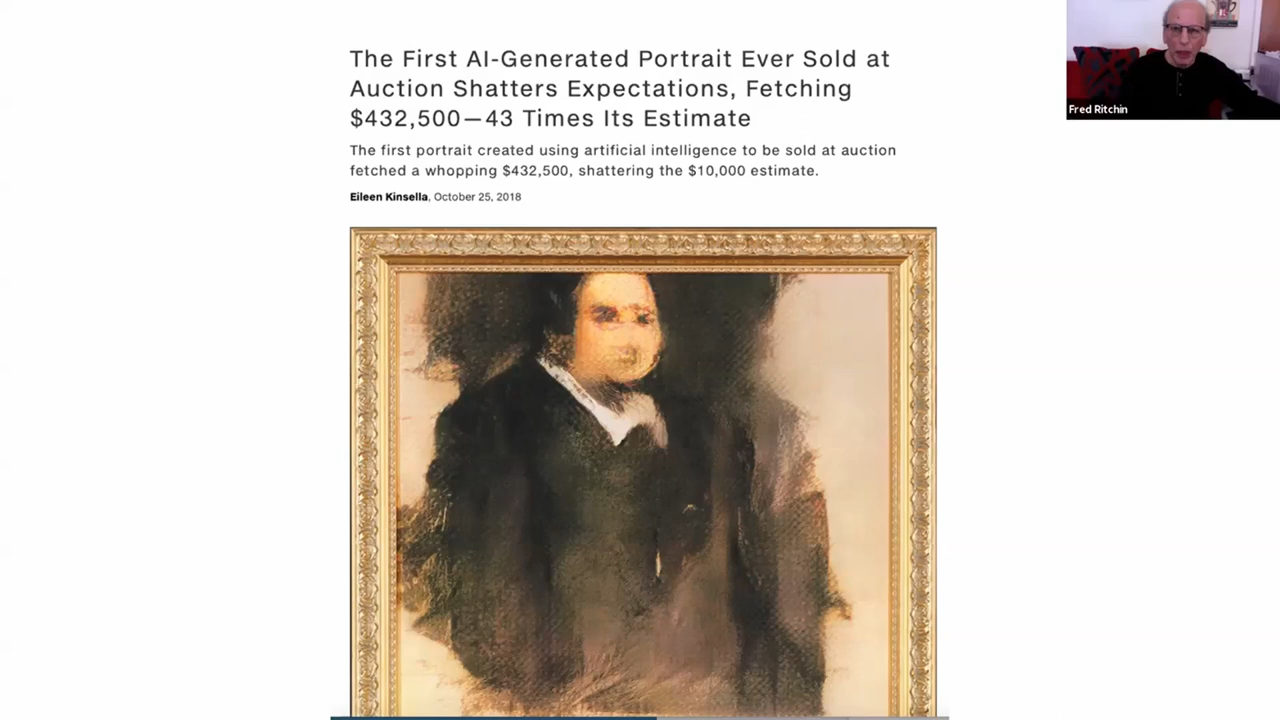 The First AI-Generated Portrait Ever Sold at
Auction Shatters Expectations, Fetching
$432,500—43 Times Its Estimate
The first portrait created using artificial intelligence to be sold at auction
fetched a whopping $432,500, shattering the $10,000 estimate.
Eileen Kinsella, October 25, 2018
Fred Ritchin